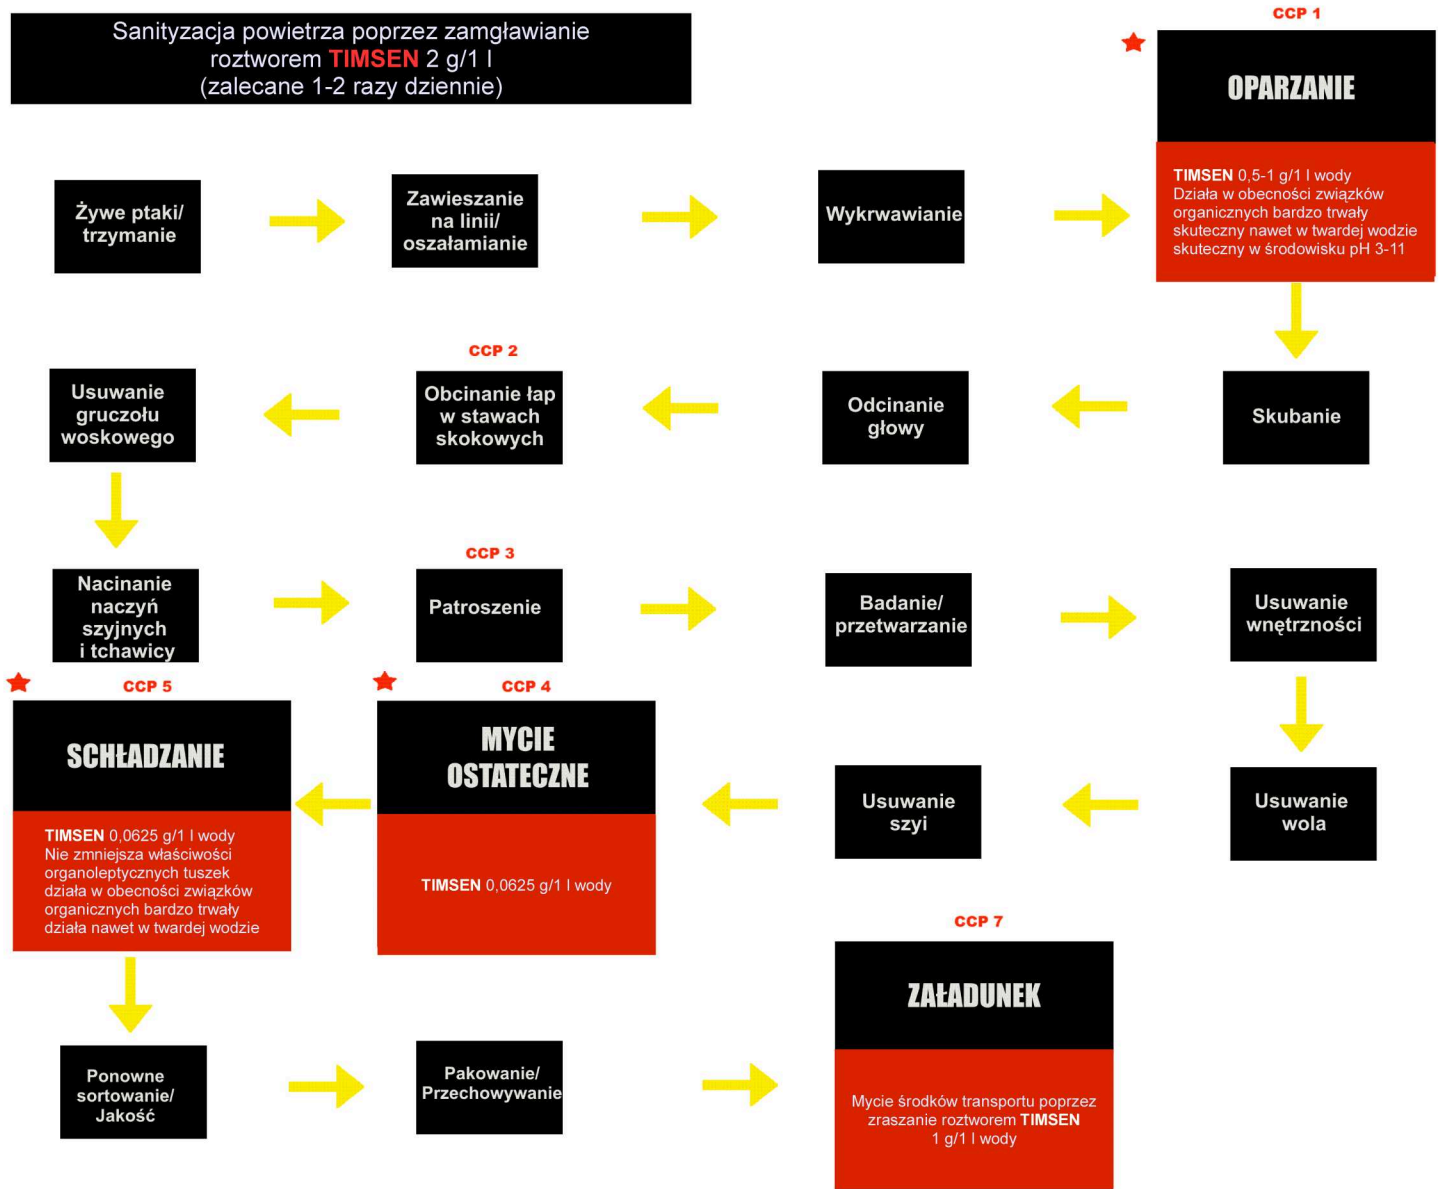 Sanityzacja powietrza poprzez zamgławianie
roztworem TIMSEN 2 g/1 l
(zalecane 1-2 razy dziennie)
CCP 1
OPARZANIE
TIMSEN 0,5-1 g/1 l wody
Działa w obecności związków
organicznych bardzo trwały
skuteczny nawet w twardej wodzie
skuteczny w środowisku pH 3-11
Żywe ptaki/
trzymanie
Zawieszanie
na linii/
oszałamianie
Wykrwawianie
Skubanie
Odcinanie
głowy
CCP 2
Obcinanie łap
w stawach
skokowych
Usuwanie
gruczołu
woskowego
Nacinanie
naczyń
szyjnych
i tchawicy
CCP 3
Patroszenie
Badanie/
przetwarzanie
Usuwanie
wnętrzności
Usuwanie
wola
Usuwanie
szyi
CCP 4
MYCIE
OSTATECZNE
TIMSEN 0,0625 g/1 l wody
CCP 5
SCHŁADZANIE
TIMSEN 0,0625 g/1 l wody
Nie zmniejsza właściwości
organoleptycznych tuszek
działa w obecności związków
organicznych bardzo trwały
działa nawet w twardej wodzie
Ponowne
sortowanie/
Jakość
Pakowanie/
Przechowywanie
CCP 7
ZAŁADUNEK
Mycie środków transportu poprzez
zraszanie roztworem TIMSEN
1 g/1 l wody